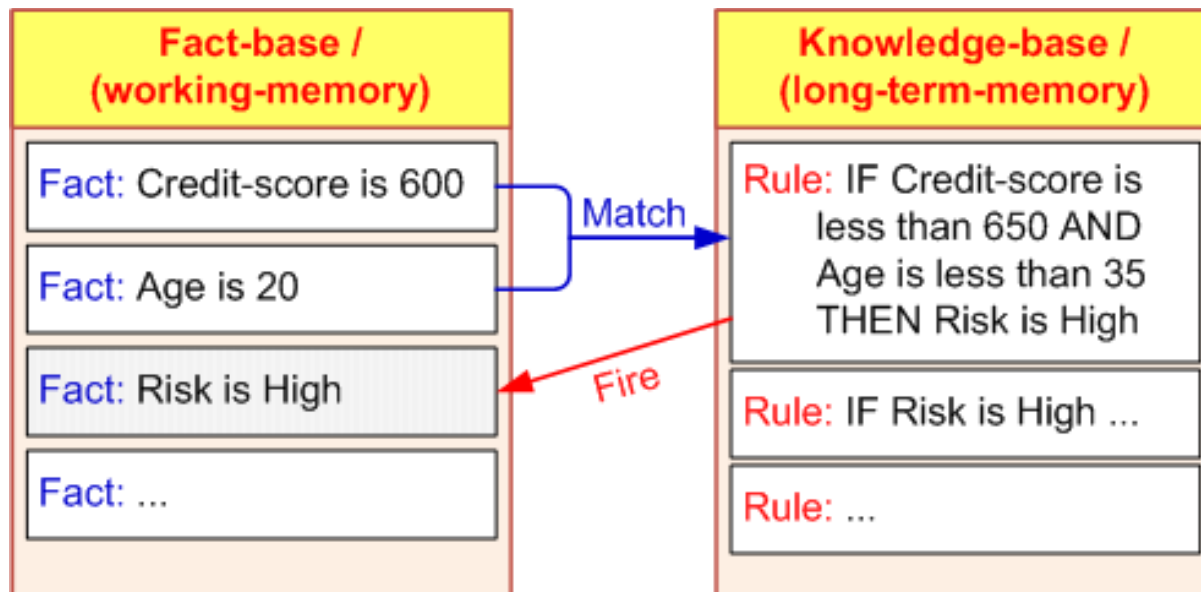 Fact-base /
(working-memory)
Fact: Credit-score is 600
Fact: Age is 20
Fact: Risk is High
Fact: ...
Match
Fire
Knowledge-base /
(long-term-memory)
Rule: IF Credit-score is
less than 650 AND
Age is less than 35
THEN Risk is High
Rule: IF Risk is High ...
Rule: ...